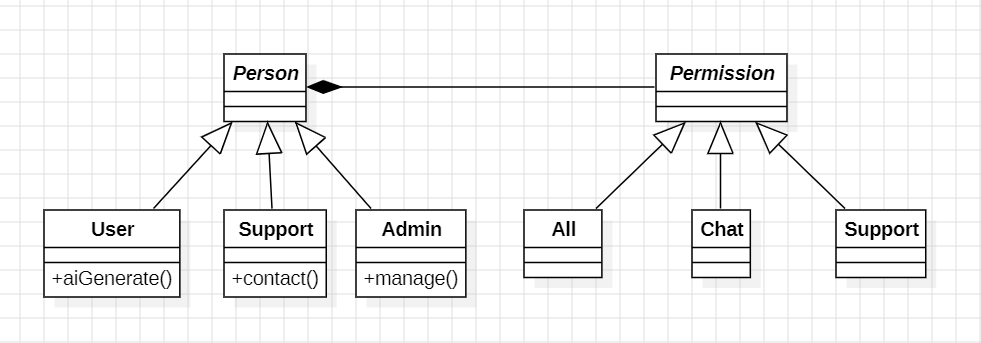 Person
Permission
User
+aiGenerate()
Support
+contact()
Admin
+manage()
All
Chat
Support